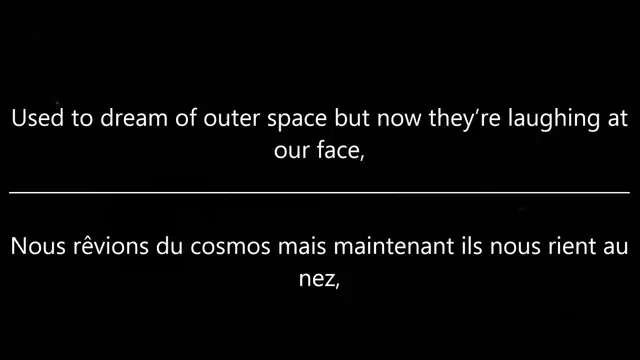 Used to dream of outer space but now they’re laughing at
our face,
Nous rêvions du cosmos mais maintenant ils nous rient au
nez,